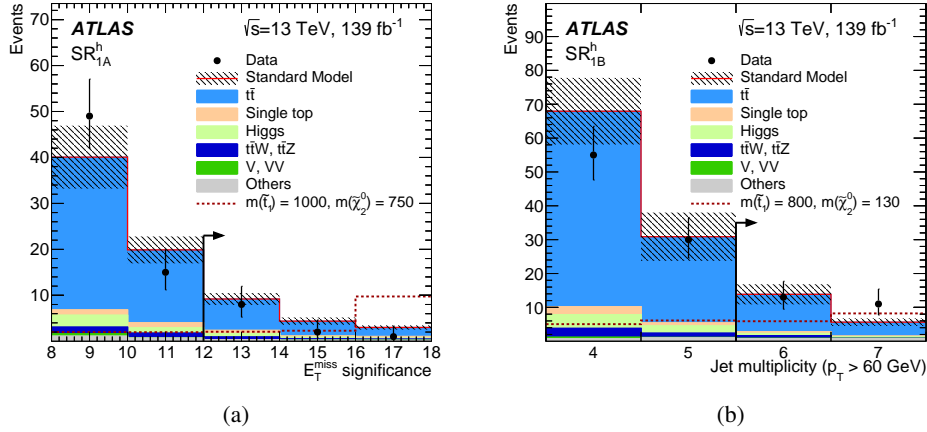 Events
70
60
50
40
30
20
10
ATLAS
√s=13 TeV, 139 fb⁻¹
SR^h_1A
Data
Standard Model
tt̄
Single top
Higgs
tt̄W, tt̄Z
V, VV
Others
m(t̃₁) = 1000, m(χ̃⁰₂) = 750
8 9 10 11 12 13 14 15 16 17 18
E_T^miss significance
(a)
Events
90
80
70
60
50
40
30
20
10
ATLAS
√s=13 TeV, 139 fb⁻¹
SR^h_1B
Data
Standard Model
tt̄
Single top
Higgs
tt̄W, tt̄Z
V, VV
Others
m(t̃₁) = 800, m(χ̃⁰₂) = 130
4 5 6 7
Jet multiplicity (p_T > 60 GeV)
(b)